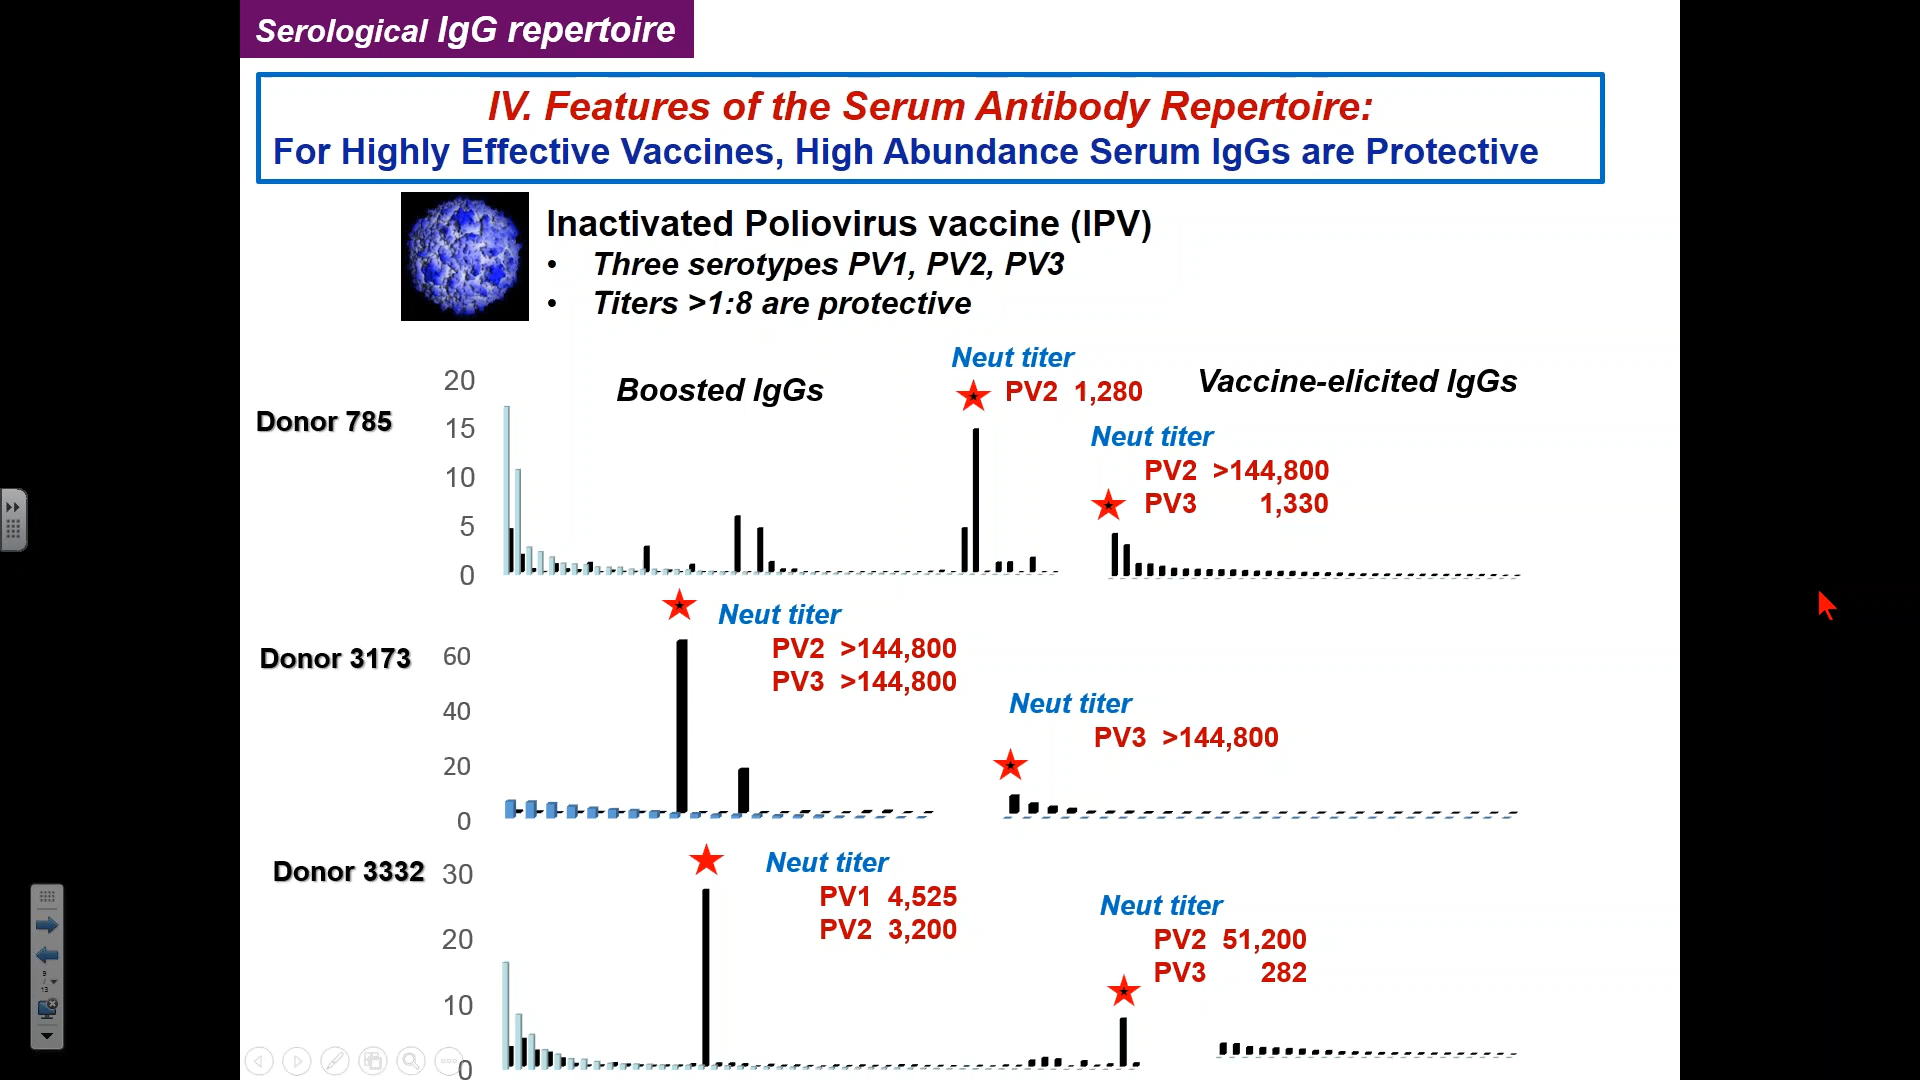 Serological IgG repertoire
IV. Features of the Serum Antibody Repertoire:
For Highly Effective Vaccines, High Abundance Serum IgGs are Protective
Inactivated Poliovirus vaccine (IPV)
• Three serotypes PV1, PV2, PV3
• Titers >1:8 are protective
Donor 785
20
15
10
5
0
Boosted IgGs
Neut titer
PV2 1,280
Vaccine-elicited IgGs
Neut titer
PV2 >144,800
PV3 1,330
Donor 3173
60
40
20
0
Neut titer
PV2 >144,800
PV3 >144,800
Neut titer
PV3 >144,800
Donor 3332
30
20
10
0
Neut titer
PV1 4,525
PV2 3,200
Neut titer
PV2 51,200
PV3 282
9
/
13